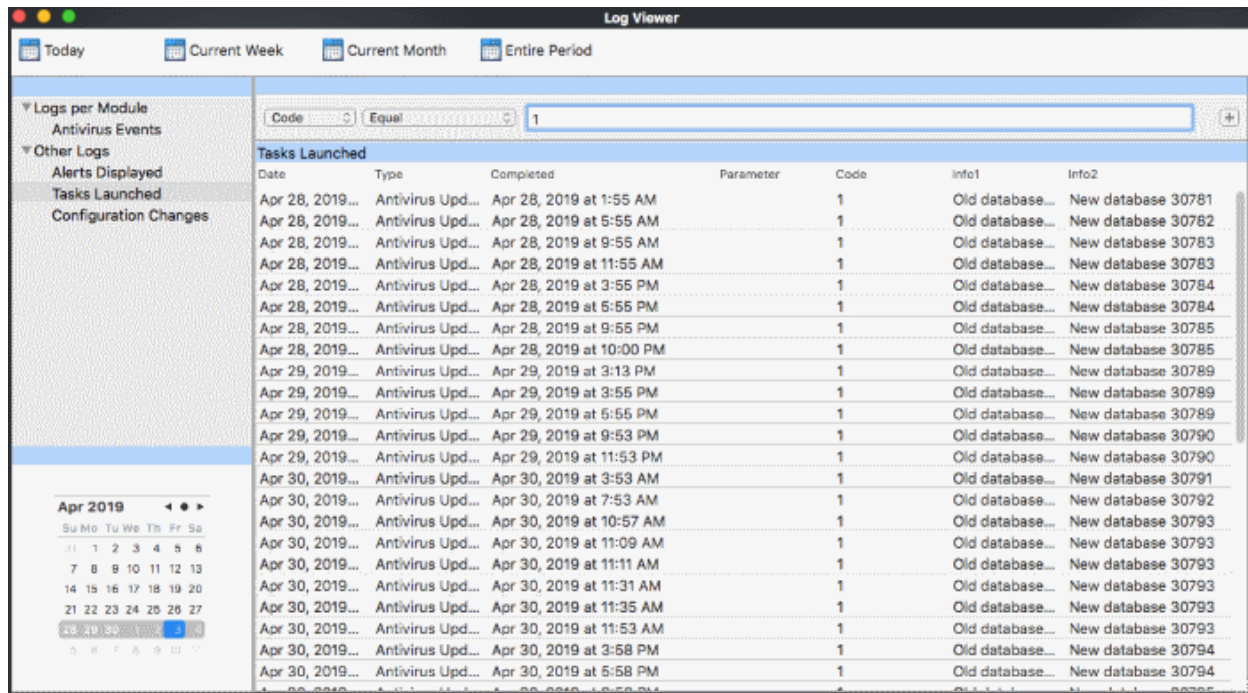 Log Viewer
Today Current Week Current Month Entire Period
Logs per Module
Antivirus Events
Other Logs
Alerts Displayed
Tasks Launched
Configuration Changes
Code Equal 1
Tasks Launched
Date Type Completed Parameter Code Info1 Info2
Apr 28, 2019... Antivirus Upd... Apr 28, 2019 at 1:55 AM 1 Old database... New database 30781
Apr 28, 2019... Antivirus Upd... Apr 28, 2019 at 5:55 AM 1 Old database... New database 30782
Apr 28, 2019... Antivirus Upd... Apr 28, 2019 at 9:55 AM 1 Old database... New database 30783
Apr 28, 2019... Antivirus Upd... Apr 28, 2019 at 11:55 AM 1 Old database... New database 30783
Apr 28, 2019... Antivirus Upd... Apr 28, 2019 at 3:55 PM 1 Old database... New database 30784
Apr 28, 2019... Antivirus Upd... Apr 28, 2019 at 5:55 PM 1 Old database... New database 30784
Apr 28, 2019... Antivirus Upd... Apr 28, 2019 at 9:55 PM 1 Old database... New database 30785
Apr 28, 2019... Antivirus Upd... Apr 28, 2019 at 10:00 PM 1 Old database... New database 30785
Apr 29, 2019... Antivirus Upd... Apr 29, 2019 at 3:13 PM 1 Old database... New database 30789
Apr 29, 2019... Antivirus Upd... Apr 29, 2019 at 3:55 PM 1 Old database... New database 30789
Apr 29, 2019... Antivirus Upd... Apr 29, 2019 at 5:55 PM 1 Old database... New database 30789
Apr 29, 2019... Antivirus Upd... Apr 29, 2019 at 9:53 PM 1 Old database... New database 30790
Apr 29, 2019... Antivirus Upd... Apr 29, 2019 at 11:53 PM 1 Old database... New database 30790
Apr 30, 2019... Antivirus Upd... Apr 30, 2019 at 3:53 AM 1 Old database... New database 30791
Apr 30, 2019... Antivirus Upd... Apr 30, 2019 at 7:53 AM 1 Old database... New database 30792
Apr 30, 2019... Antivirus Upd... Apr 30, 2019 at 10:57 AM 1 Old database... New database 30793
Apr 30, 2019... Antivirus Upd... Apr 30, 2019 at 11:09 AM 1 Old database... New database 30793
Apr 30, 2019... Antivirus Upd... Apr 30, 2019 at 11:11 AM 1 Old database... New database 30793
Apr 30, 2019... Antivirus Upd... Apr 30, 2019 at 11:31 AM 1 Old database... New database 30793
Apr 30, 2019... Antivirus Upd... Apr 30, 2019 at 11:35 AM 1 Old database... New database 30793
Apr 30, 2019... Antivirus Upd... Apr 30, 2019 at 11:53 AM 1 Old database... New database 30793
Apr 30, 2019... Antivirus Upd... Apr 30, 2019 at 3:58 PM 1 Old database... New database 30794
Apr 30, 2019... Antivirus Upd... Apr 30, 2019 at 5:58 PM 1 Old database... New database 30794
Apr 2019
Su Mo Tu We Th Fr Sa
31 1 2 3 4 5 6
7 8 9 10 11 12 13
14 15 16 17 18 19 20
21 22 23 24 25 26 27
28 29 30 1 2 3 4